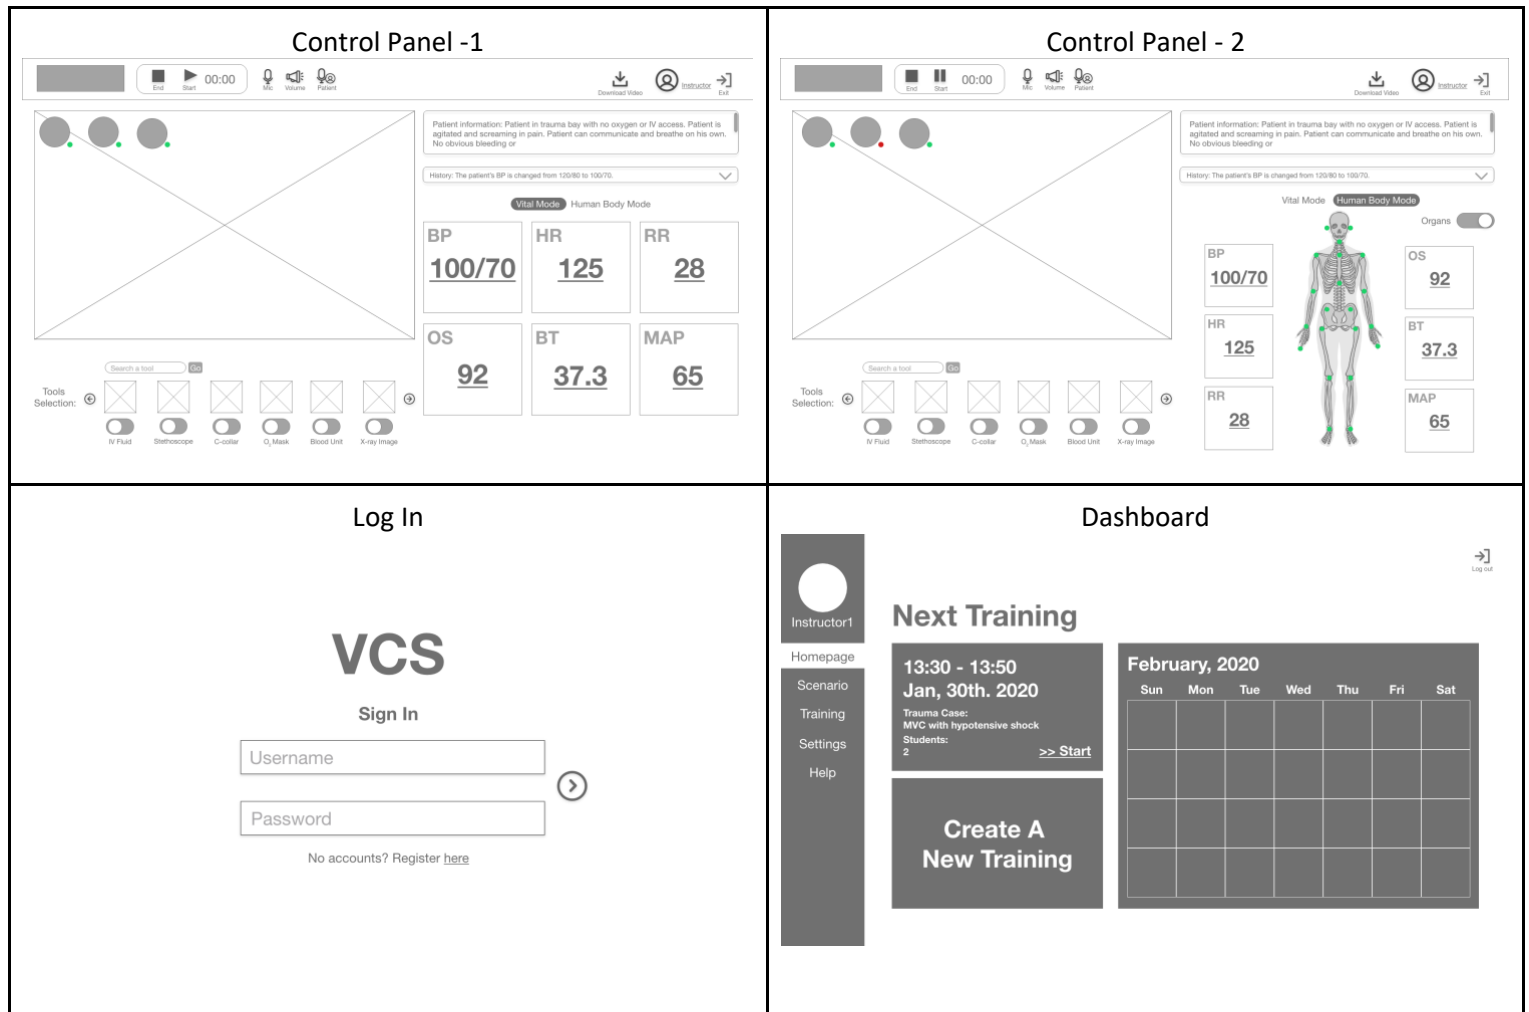 Control Panel -1
End
Start
00:00
Mic
Volume
Patient
Download Video
Instructor
Exit
Patient information: Patient in trauma bay with no oxygen or IV access. Patient is
agitated and screaming in pain. Patient can communicate and breathe on his own.
No obvious bleeding or
History: The patient's BP is changed from 120/80 to 100/70.
Vital Mode Human Body Mode
BP
100/70
HR
125
RR
28
OS
92
BT
37.3
MAP
65
Search a tool
Go
Tools
Selection:
IV Fluid
Stethoscope
C-collar
O₂ Mask
Blood Unit
X-ray Image
Control Panel - 2
End
Start
00:00
Mic
Volume
Patient
Download Video
Instructor
Exit
Patient information: Patient in trauma bay with no oxygen or IV access. Patient is
agitated and screaming in pain. Patient can communicate and breathe on his own.
No obvious bleeding or
History: The patient's BP is changed from 120/80 to 100/70.
Vital Mode Human Body Mode
Organs
BP
100/70
HR
125
RR
28
OS
92
BT
37.3
MAP
65
Search a tool
Go
Tools
Selection:
IV Fluid
Stethoscope
C-collar
O₂ Mask
Blood Unit
X-ray Image
Log In
VCS
Sign In
Username
Password
No accounts? Register here
Dashboard
Log out
Instructor1
Homepage
Scenario
Training
Settings
Help
Next Training
13:30 - 13:50
Jan, 30th. 2020
Trauma Case:
MVC with hypotensive shock
Students:
2
>> Start
Create A
New Training
February, 2020
Sun Mon Tue Wed Thu Fri Sat